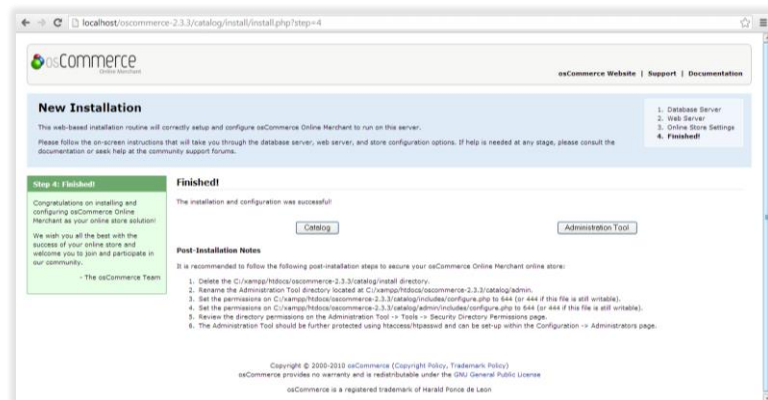 localhost/oscommerce-2.3.3/catalog/install/install.php?step=4
osCommerce
Online Merchant
osCommerce Website | Support | Documentation
New Installation
This web-based installation routine will correctly setup and configure osCommerce Online Merchant to run on this server.
Please follow the on-screen instructions that will take you through the database server, web server, and store configuration options. If help is needed at any stage, please consult the
documentation or seek help at the community support forums.
1. Database Server
2. Web Server
3. Online Store Settings
4. Finished!
Step 4: Finished!
Congratulations on installing and
configuring osCommerce Online
Merchant as your online store solution!
We wish you all the best with the
success of your online store and
welcome you to join and participate in
our community.
- The osCommerce Team
Finished!
The installation and configuration was successful!
Catalog
Administration Tool
Post-Installation Notes
It is recommended to follow the following post-installation steps to secure your osCommerce Online Merchant online store:
1. Delete the C:/xampp/htdocs/oscommerce-2.3.3/catalog/install directory.
2. Rename the Administration Tool directory located at C:/xampp/htdocs/oscommerce-2.3.3/catalog/admin.
3. Set the permissions on C:/xampp/htdocs/oscommerce-2.3.3/catalog/includes/configure.php to 644 (or 444 if this file is still writable).
4. Set the permissions on C:/xampp/htdocs/oscommerce-2.3.3/catalog/admin/includes/configure.php to 644 (or 444 if this file is still writable).
5. Review the directory permissions on the Administration Tool -> Tools -> Security Directory Permissions page.
6. The Administration Tool should be further protected using htaccess/htpasswd and can be set-up within the Configuration -> Administrators page.
Copyright © 2000-2010 osCommerce (Copyright Policy, Trademark Policy)
osCommerce provides no warranty and is redistributable under the GNU General Public License
osCommerce is a registered trademark of Harald Ponce de Leon